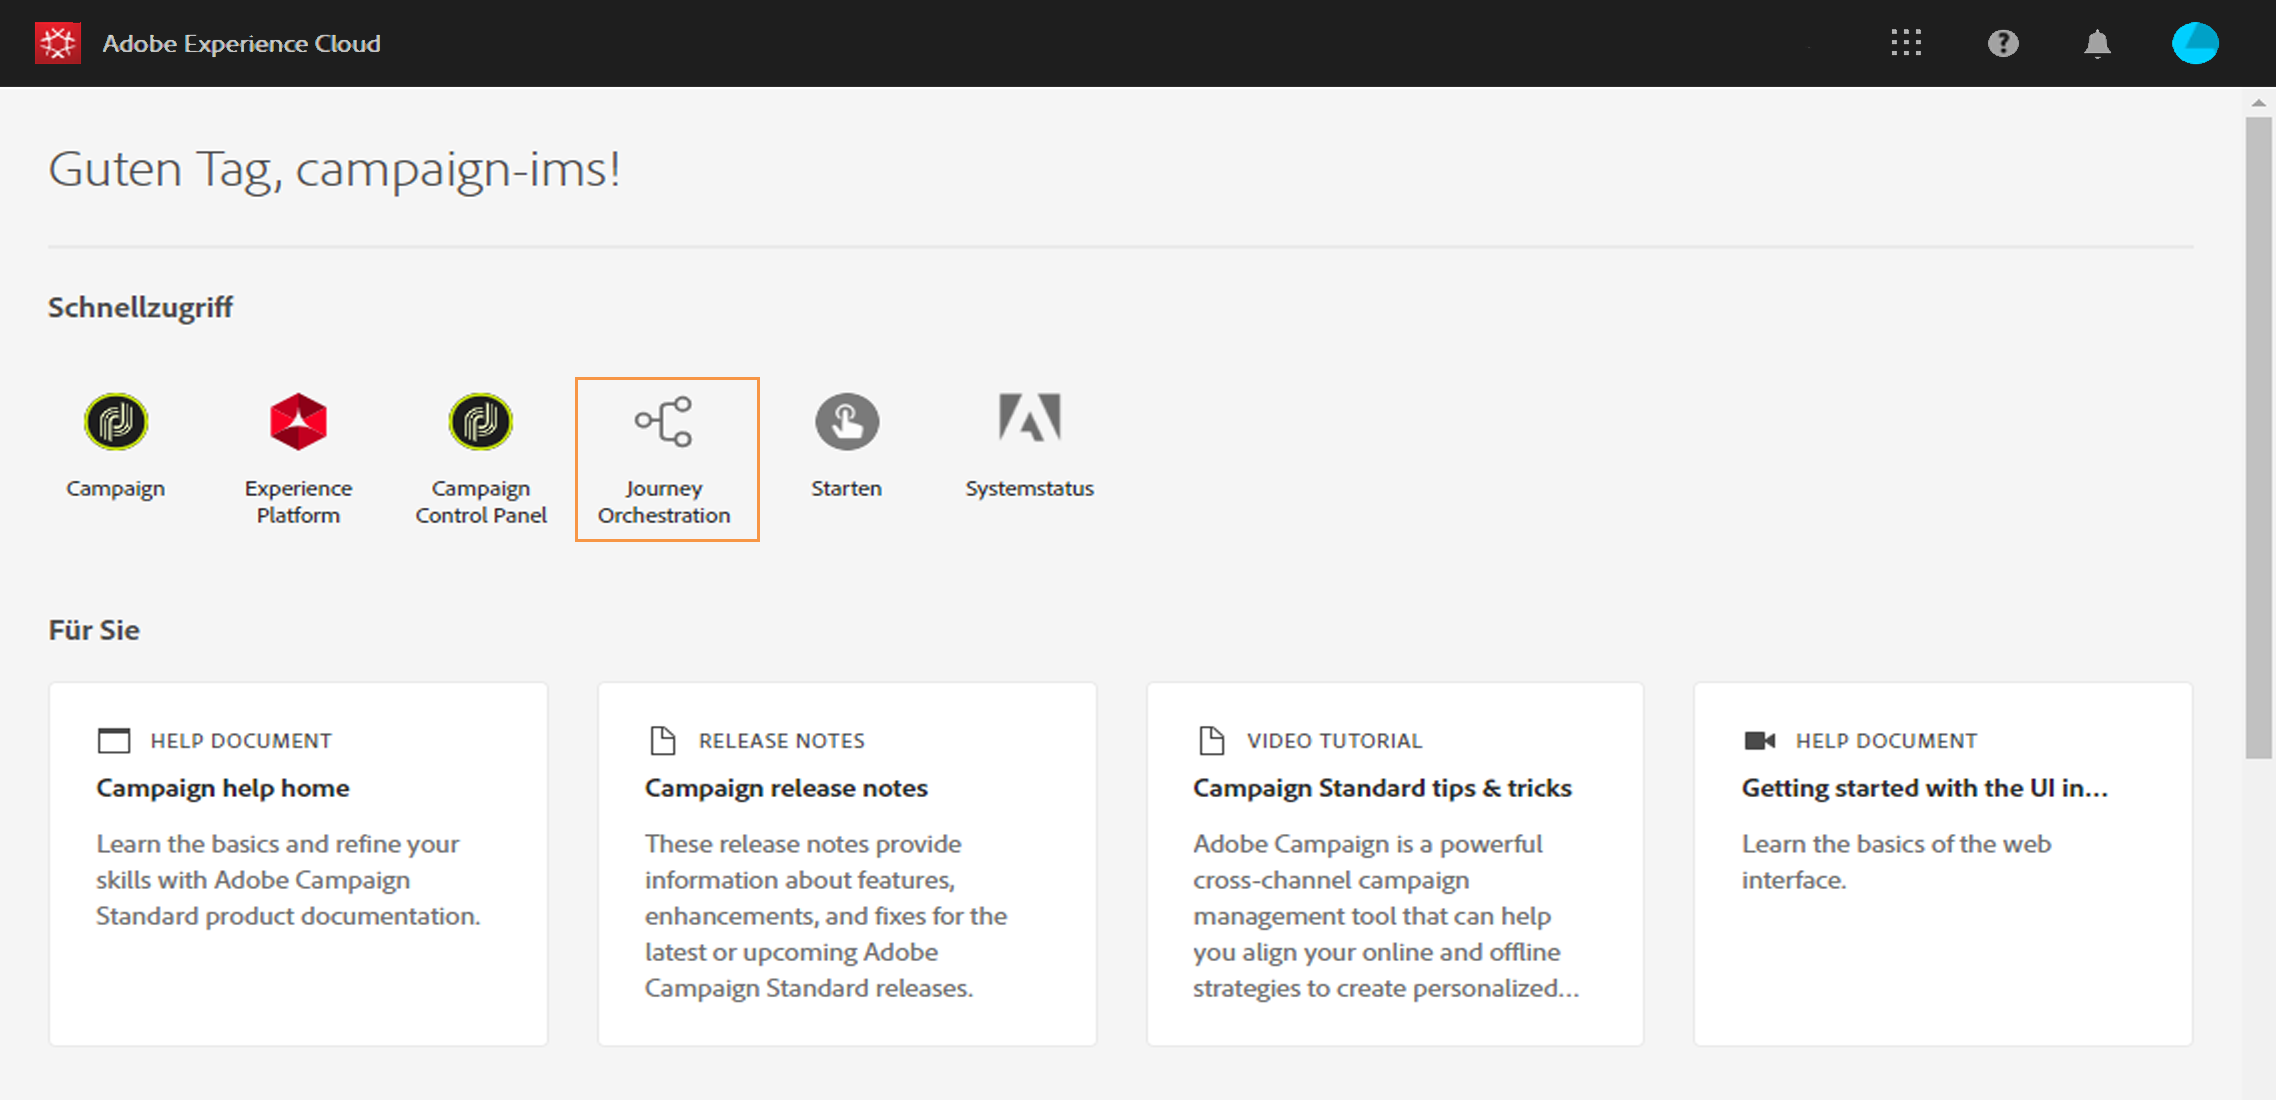 Adobe Experience Cloud
Guten Tag, campaign-ims!
Schnellzugriff
Campaign
Experience
Platform
Campaign
Control Panel
Journey
Orchestration
Starten
Systemstatus
Für Sie
HELP DOCUMENT
Campaign help home
Learn the basics and refine your
skills with Adobe Campaign
Standard product documentation.
RELEASE NOTES
Campaign release notes
These release notes provide
information about features,
enhancements, and fixes for the
latest or upcoming Adobe
Campaign Standard releases.
VIDEO TUTORIAL
Campaign Standard tips & tricks
Adobe Campaign is a powerful
cross-channel campaign
management tool that can help
you align your online and offline
strategies to create personalized...
HELP DOCUMENT
Getting started with the UI in...
Learn the basics of the web
interface.